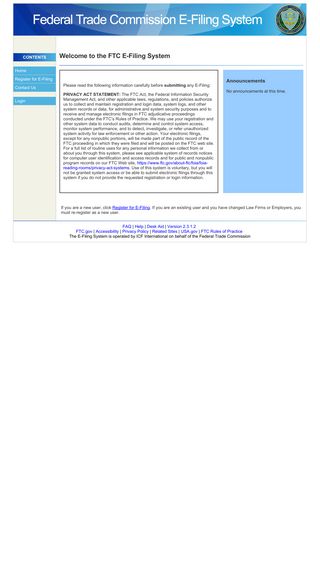 Federal Trade Commission E-Filing System
CONTENTS
Home
Register for E-Filing
Contact Us
Login
Welcome to the FTC E-Filing System
Please read the following information carefully before submitting any E-Filing:
PRIVACY ACT STATEMENT: The FTC Act, the Federal Information Security
Management Act, and other applicable laws, regulations, and policies authorize
us to collect and maintain registration and login data, system logs, and other
system records or data, for administrative and system security purposes and to
receive and manage electronic filings in FTC adjudicative proceedings
conducted under the FTC's Rules of Practice. We may use your registration and
other system data to conduct audits, determine and control system access,
monitor system performance, and to detect, investigate, or refer unauthorized
system activity for law enforcement or other action. Your electronic filings,
except for any nonpublic portions, will be made part of the public record of the
FTC proceeding in which they were filed and will be posted on the FTC web site.
For a full list of routine uses for any personal information we collect from or
about you through this system, please see applicable system of records notices
for computer user identification and access records and for public and nonpublic
program records on our FTC Web site, https://www.ftc.gov/about-ftc/foia/foia-
reading-rooms/privacy-act-systems. Use of this system is voluntary, but you will
not be granted system access or be able to submit electronic filings through this
system if you do not provide the requested registration or login information.
Announcements
No announcements at this time.
If you are a new user, click Register for E-Filing. If you are an existing user and you have changed Law Firms or Employers, you
must re-register as a new user.
FAQ | Help | Desk Aid | Version 2.3.1.2
FTC.gov | Accessibility | Privacy Policy | Related Sites | USA.gov | FTC Rules of Practice
The E-Filing System is operated by ICF International on behalf of the Federal Trade Commission